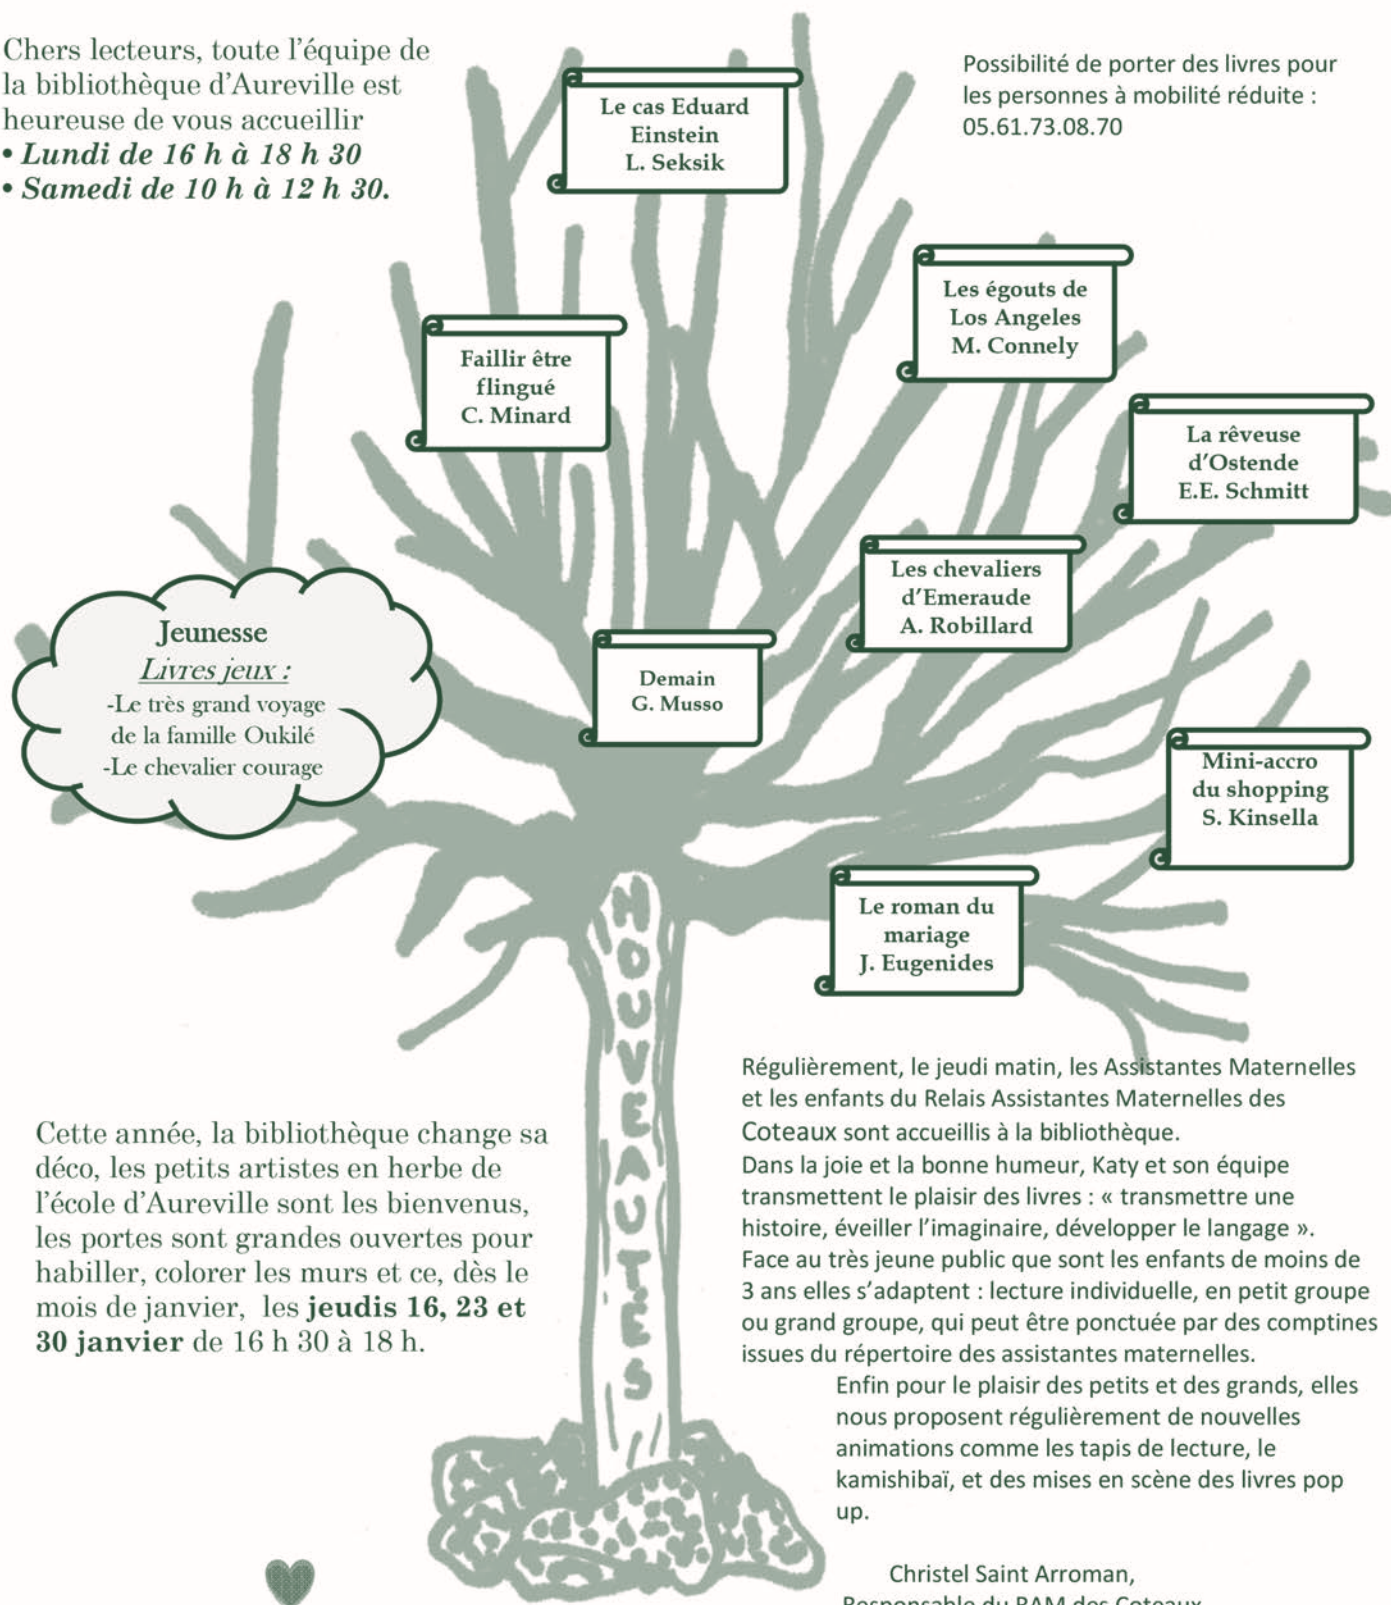 Chers lecteurs, toute l'équipe de
la bibliothèque d'Aureville est
heureuse de vous accueillir
• Lundi de 16 h à 18 h 30
• Samedi de 10 h à 12 h 30.
Possibilité de porter des livres pour
les personnes à mobilité réduite :
05.61.73.08.70
Le cas Eduard
Einstein
L. Seksik
Les égouts de
Los Angeles
M. Connely
Faillir être
flingué
C. Minard
La rêveuse
d'Ostende
E.E. Schmitt
Les chevaliers
d'Emeraude
A. Robillard
Jeunesse
Livres jeux :
-Le très grand voyage
de la famille Oukilé
-Le chevalier courage
Demain
G. Musso
Mini-accro
du shopping
S. Kinsella
Le roman du
mariage
J. Eugenides
NOUVEAUTÉS
Cette année, la bibliothèque change sa
déco, les petits artistes en herbe de
l'école d'Aureville sont les bienvenus,
les portes sont grandes ouvertes pour
habiller, colorer les murs et ce, dès le
mois de janvier, les jeudis 16, 23 et
30 janvier de 16 h 30 à 18 h.
Régulièrement, le jeudi matin, les Assistantes Maternelles
et les enfants du Relais Assistantes Maternelles des
Coteaux sont accueillis à la bibliothèque.
Dans la joie et la bonne humeur, Katy et son équipe
transmettent le plaisir des livres : « transmettre une
histoire, éveiller l'imaginaire, développer le langage ».
Face au très jeune public que sont les enfants de moins de
3 ans elles s'adaptent : lecture individuelle, en petit groupe
ou grand groupe, qui peut être ponctuée par des comptines
issues du répertoire des assistantes maternelles.
Enfin pour le plaisir des petits et des grands, elles
nous proposent régulièrement de nouvelles
animations comme les tapis de lecture, le
kamishibaï, et des mises en scène des livres pop
up.
Christel Saint Arroman,
Responsable du RAM des Coteaux